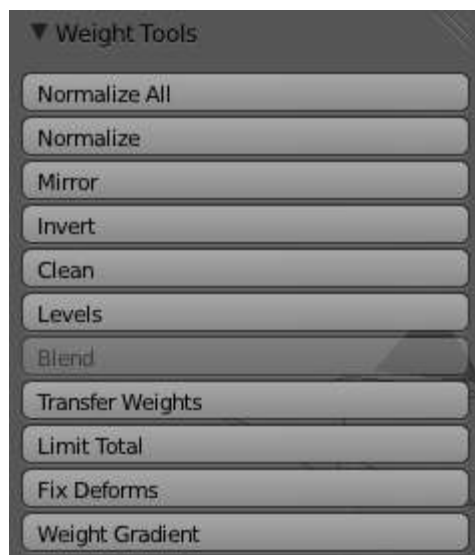 Weight Tools
Normalize All
Normalize
Mirror
Invert
Clean
Levels
Blend
Transfer Weights
Limit Total
Fix Deforms
Weight Gradient